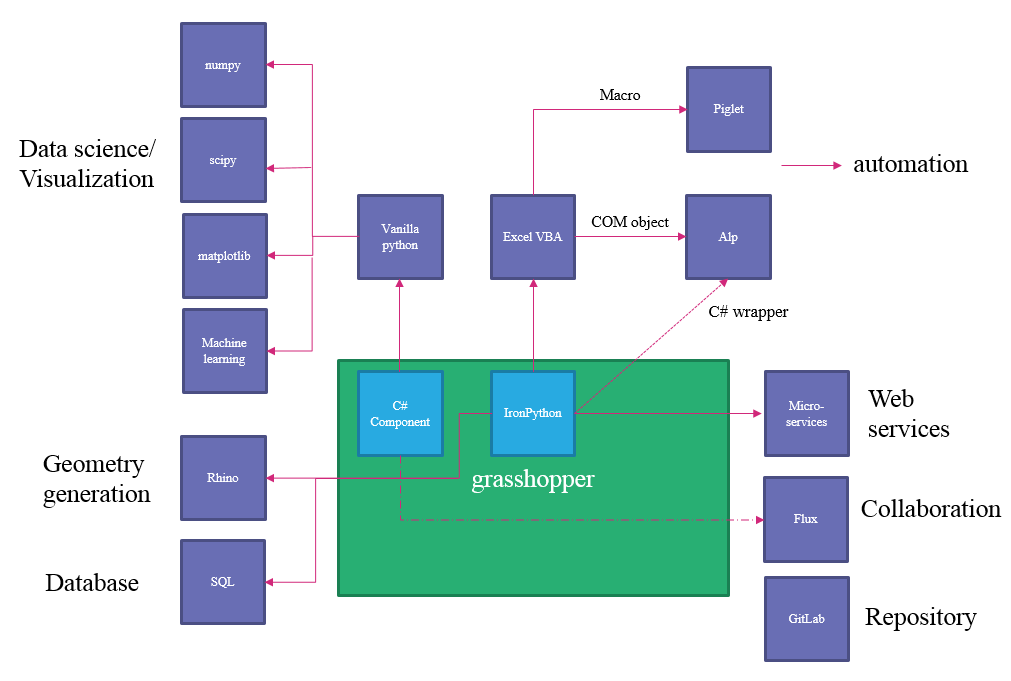 numpy
Macro
Piglet
Data science/
Visualization
scipy
automation
Vanilla
python
Excel VBA
COM object
Alp
matplotlib
C# wrapper
Machine
learning
C#
Component
IronPython
Micro-
services
Web
services
Geometry
generation
Rhino
grasshopper
Flux
Collaboration
Database
SQL
GitLab
Repository